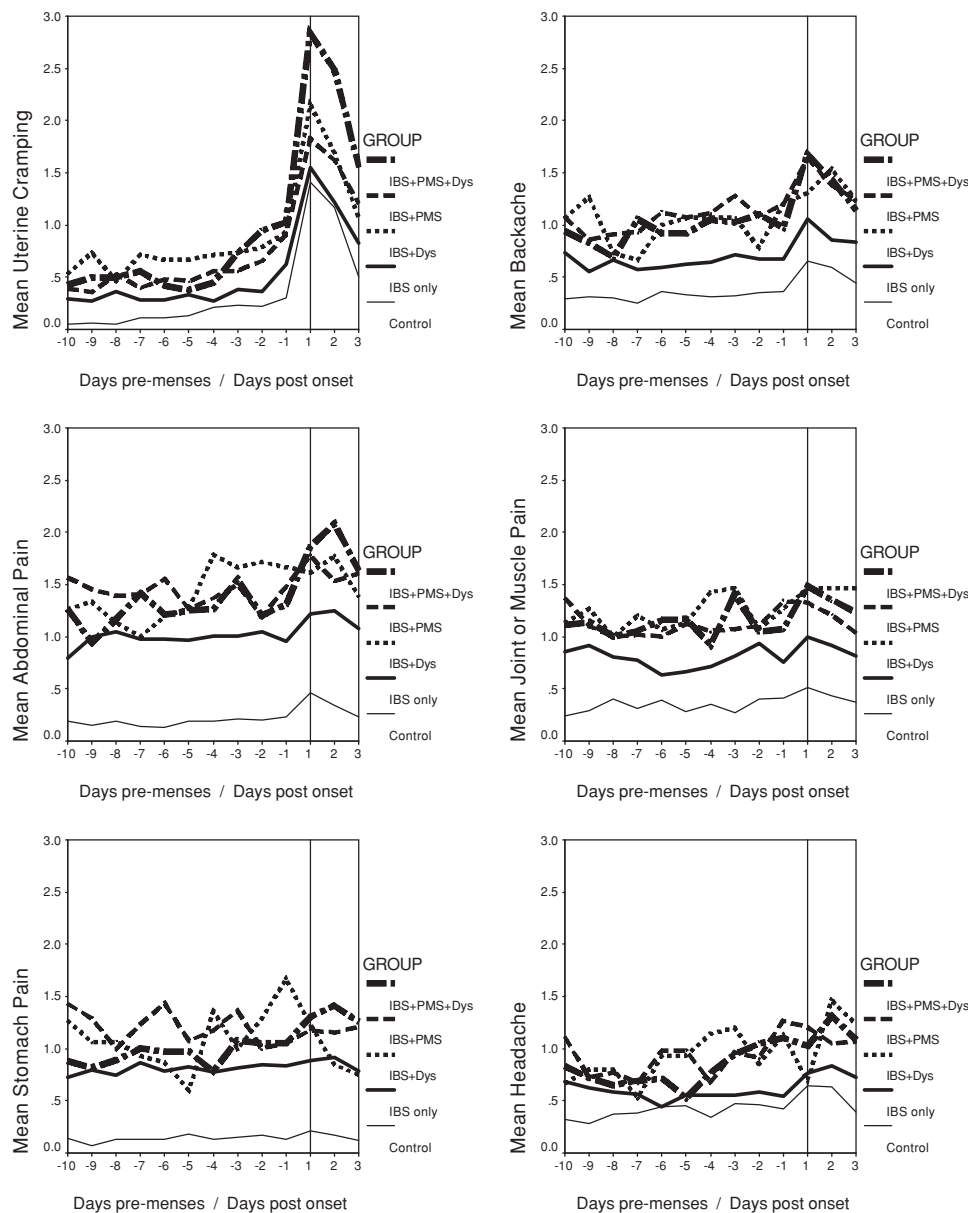 3.0
2.5
2.0
1.5
1.0
.5
0.0
Mean Uterine Cramping
-10 -9 -8 -7 -6 -5 -4 -3 -2 -1 1 2 3
Days pre-menses / Days post onset
GROUP
IBS+PMS+Dys
IBS+PMS
IBS+Dys
IBS only
Control
3.0
2.5
2.0
1.5
1.0
.5
0.0
Mean Backache
-10 -9 -8 -7 -6 -5 -4 -3 -2 -1 1 2 3
Days pre-menses / Days post onset
GROUP
IBS+PMS+Dys
IBS+PMS
IBS+Dys
IBS only
Control
3.0
2.5
2.0
1.5
1.0
.5
0.0
Mean Abdominal Pain
-10 -9 -8 -7 -6 -5 -4 -3 -2 -1 1 2 3
Days pre-menses / Days post onset
GROUP
IBS+PMS+Dys
IBS+PMS
IBS+Dys
IBS only
Control
3.0
2.5
2.0
1.5
1.0
.5
0.0
Mean Joint or Muscle Pain
-10 -9 -8 -7 -6 -5 -4 -3 -2 -1 1 2 3
Days pre-menses / Days post onset
GROUP
IBS+PMS+Dys
IBS+PMS
IBS+Dys
IBS only
Control
3.0
2.5
2.0
1.5
1.0
.5
0.0
Mean Stomach Pain
-10 -9 -8 -7 -6 -5 -4 -3 -2 -1 1 2 3
Days pre-menses / Days post onset
GROUP
IBS+PMS+Dys
IBS+PMS
IBS+Dys
IBS only
Control
3.0
2.5
2.0
1.5
1.0
.5
0.0
Mean Headache
-10 -9 -8 -7 -6 -5 -4 -3 -2 -1 1 2 3
Days pre-menses / Days post onset
GROUP
IBS+PMS+Dys
IBS+PMS
IBS+Dys
IBS only
Control